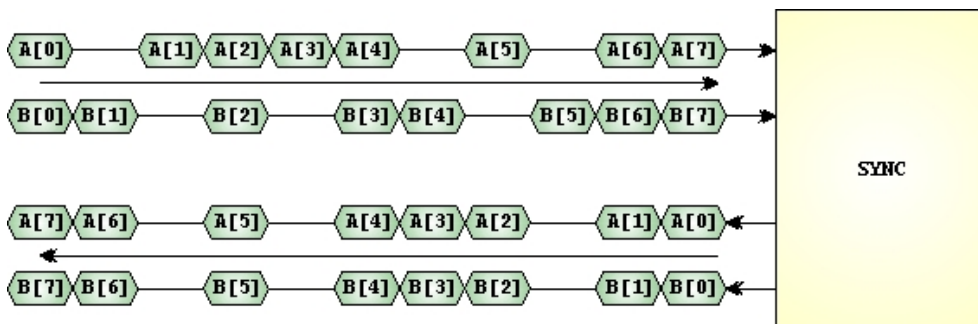 A[0] A[1] A[2] A[3] A[4] A[5] A[6] A[7]
B[0] B[1] B[2] B[3] B[4] B[5] B[6] B[7]
SYNC
A[7] A[6] A[5] A[4] A[3] A[2] A[1] A[0]
B[7] B[6] B[5] B[4] B[3] B[2] B[1] B[0]